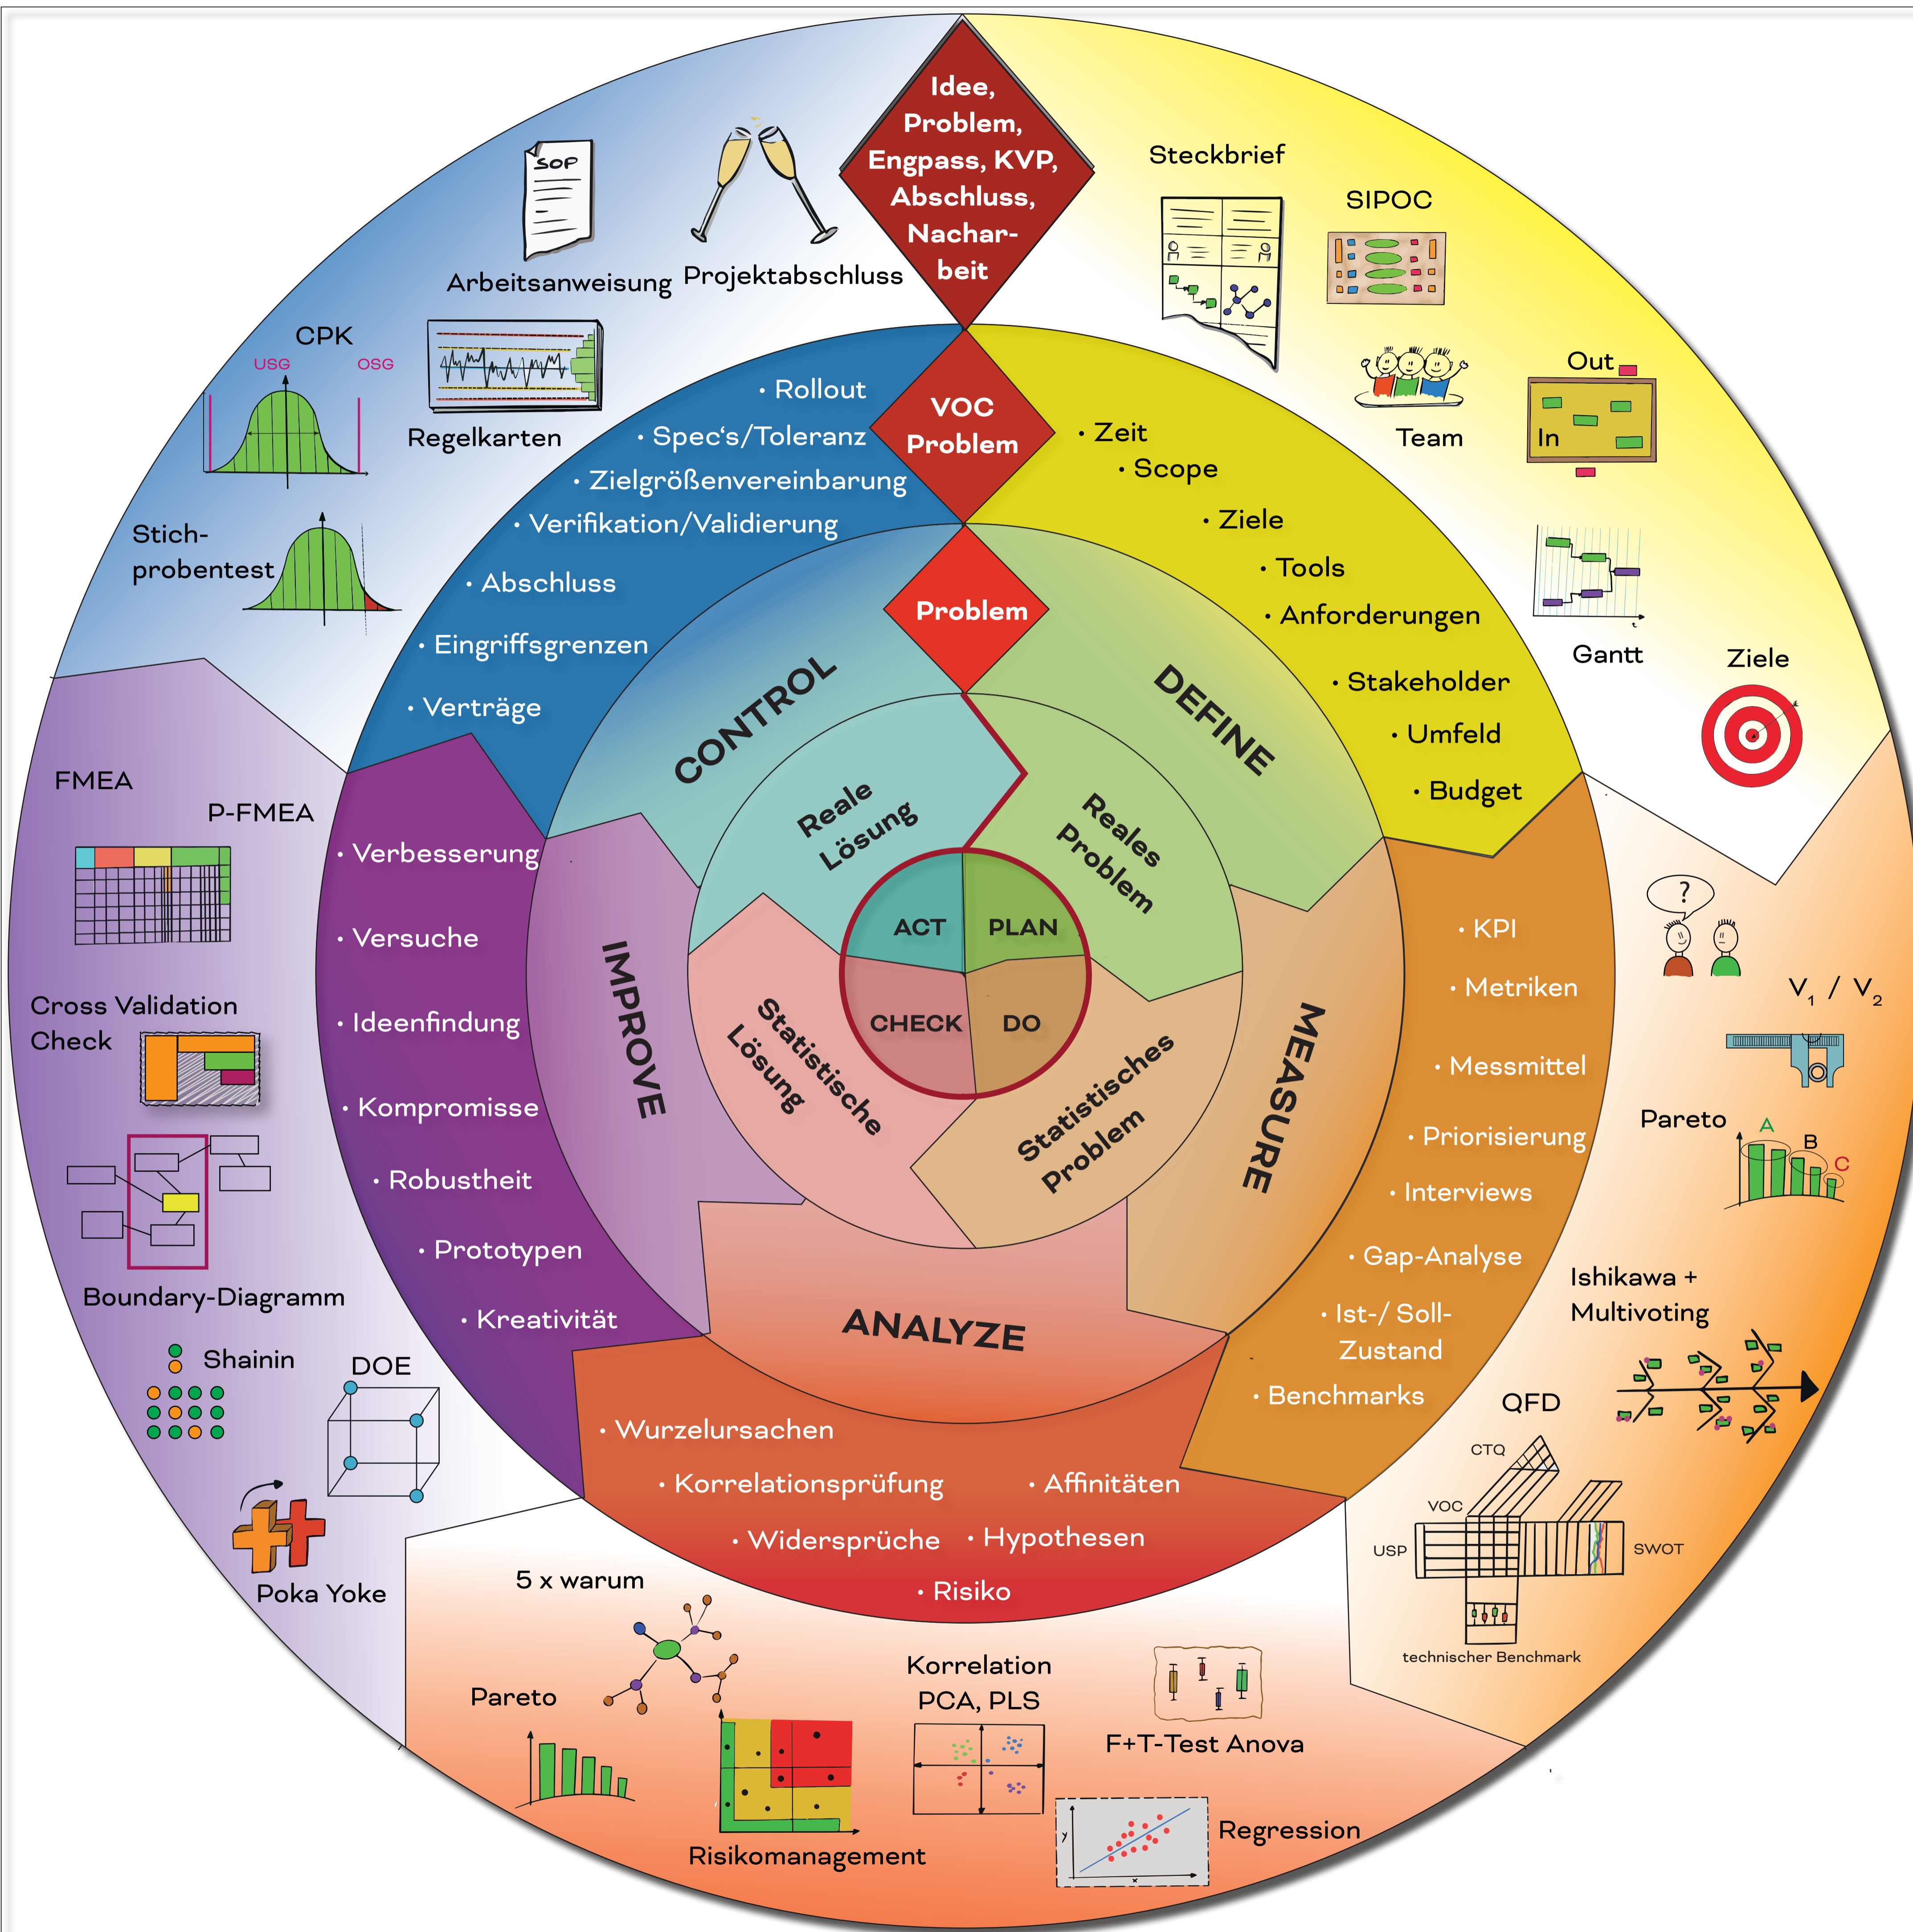 Idee,
Problem,
Engpass, KVP,
Abschluss,
Nachar-
beit
VOC
Problem
Problem
Steckbrief
SIPOC
Team
Out
In
Gantt
t
Ziele
• Zeit
• Scope
• Ziele
• Tools
• Anforderungen
• Stakeholder
• Umfeld
• Budget
DEFINE
Reales
Problem
PLAN
?
V1 / V2
Pareto
A
B
C
Ishikawa +
Multivoting
QFD
CTQ
VOC
USP
SWOT
technischer Benchmark
• KPI
• Metriken
• Messmittel
• Priorisierung
• Interviews
• Gap-Analyse
• Ist-/ Soll-
Zustand
• Benchmarks
MEASURE
Statistisches
Problem
DO
ANALYZE
• Wurzelursachen
• Korrelationsprüfung
• Affinitäten
• Widersprüche
• Hypothesen
• Risiko
5 x warum
Pareto
Risikomanagement
Korrelation
PCA, PLS
F+T-Test Anova
Regression
y
x
CHECK
Statistische
Lösung
IMPROVE
• Verbesserung
• Versuche
• Ideenfindung
• Kompromisse
• Robustheit
• Prototypen
• Kreativität
FMEA
P-FMEA
Cross Validation
Check
Boundary-Diagramm
Shainin
DOE
Poka Yoke
ACT
Reale
Lösung
CONTROL
• Rollout
• Spec‘s/Toleranz
• Zielgrößenvereinbarung
• Verifikation/Validierung
• Abschluss
• Eingriffsgrenzen
• Verträge
SOP
Arbeitsanweisung
Projektabschluss
CPK
USG
OSG
Regelkarten
Stich-
probentest